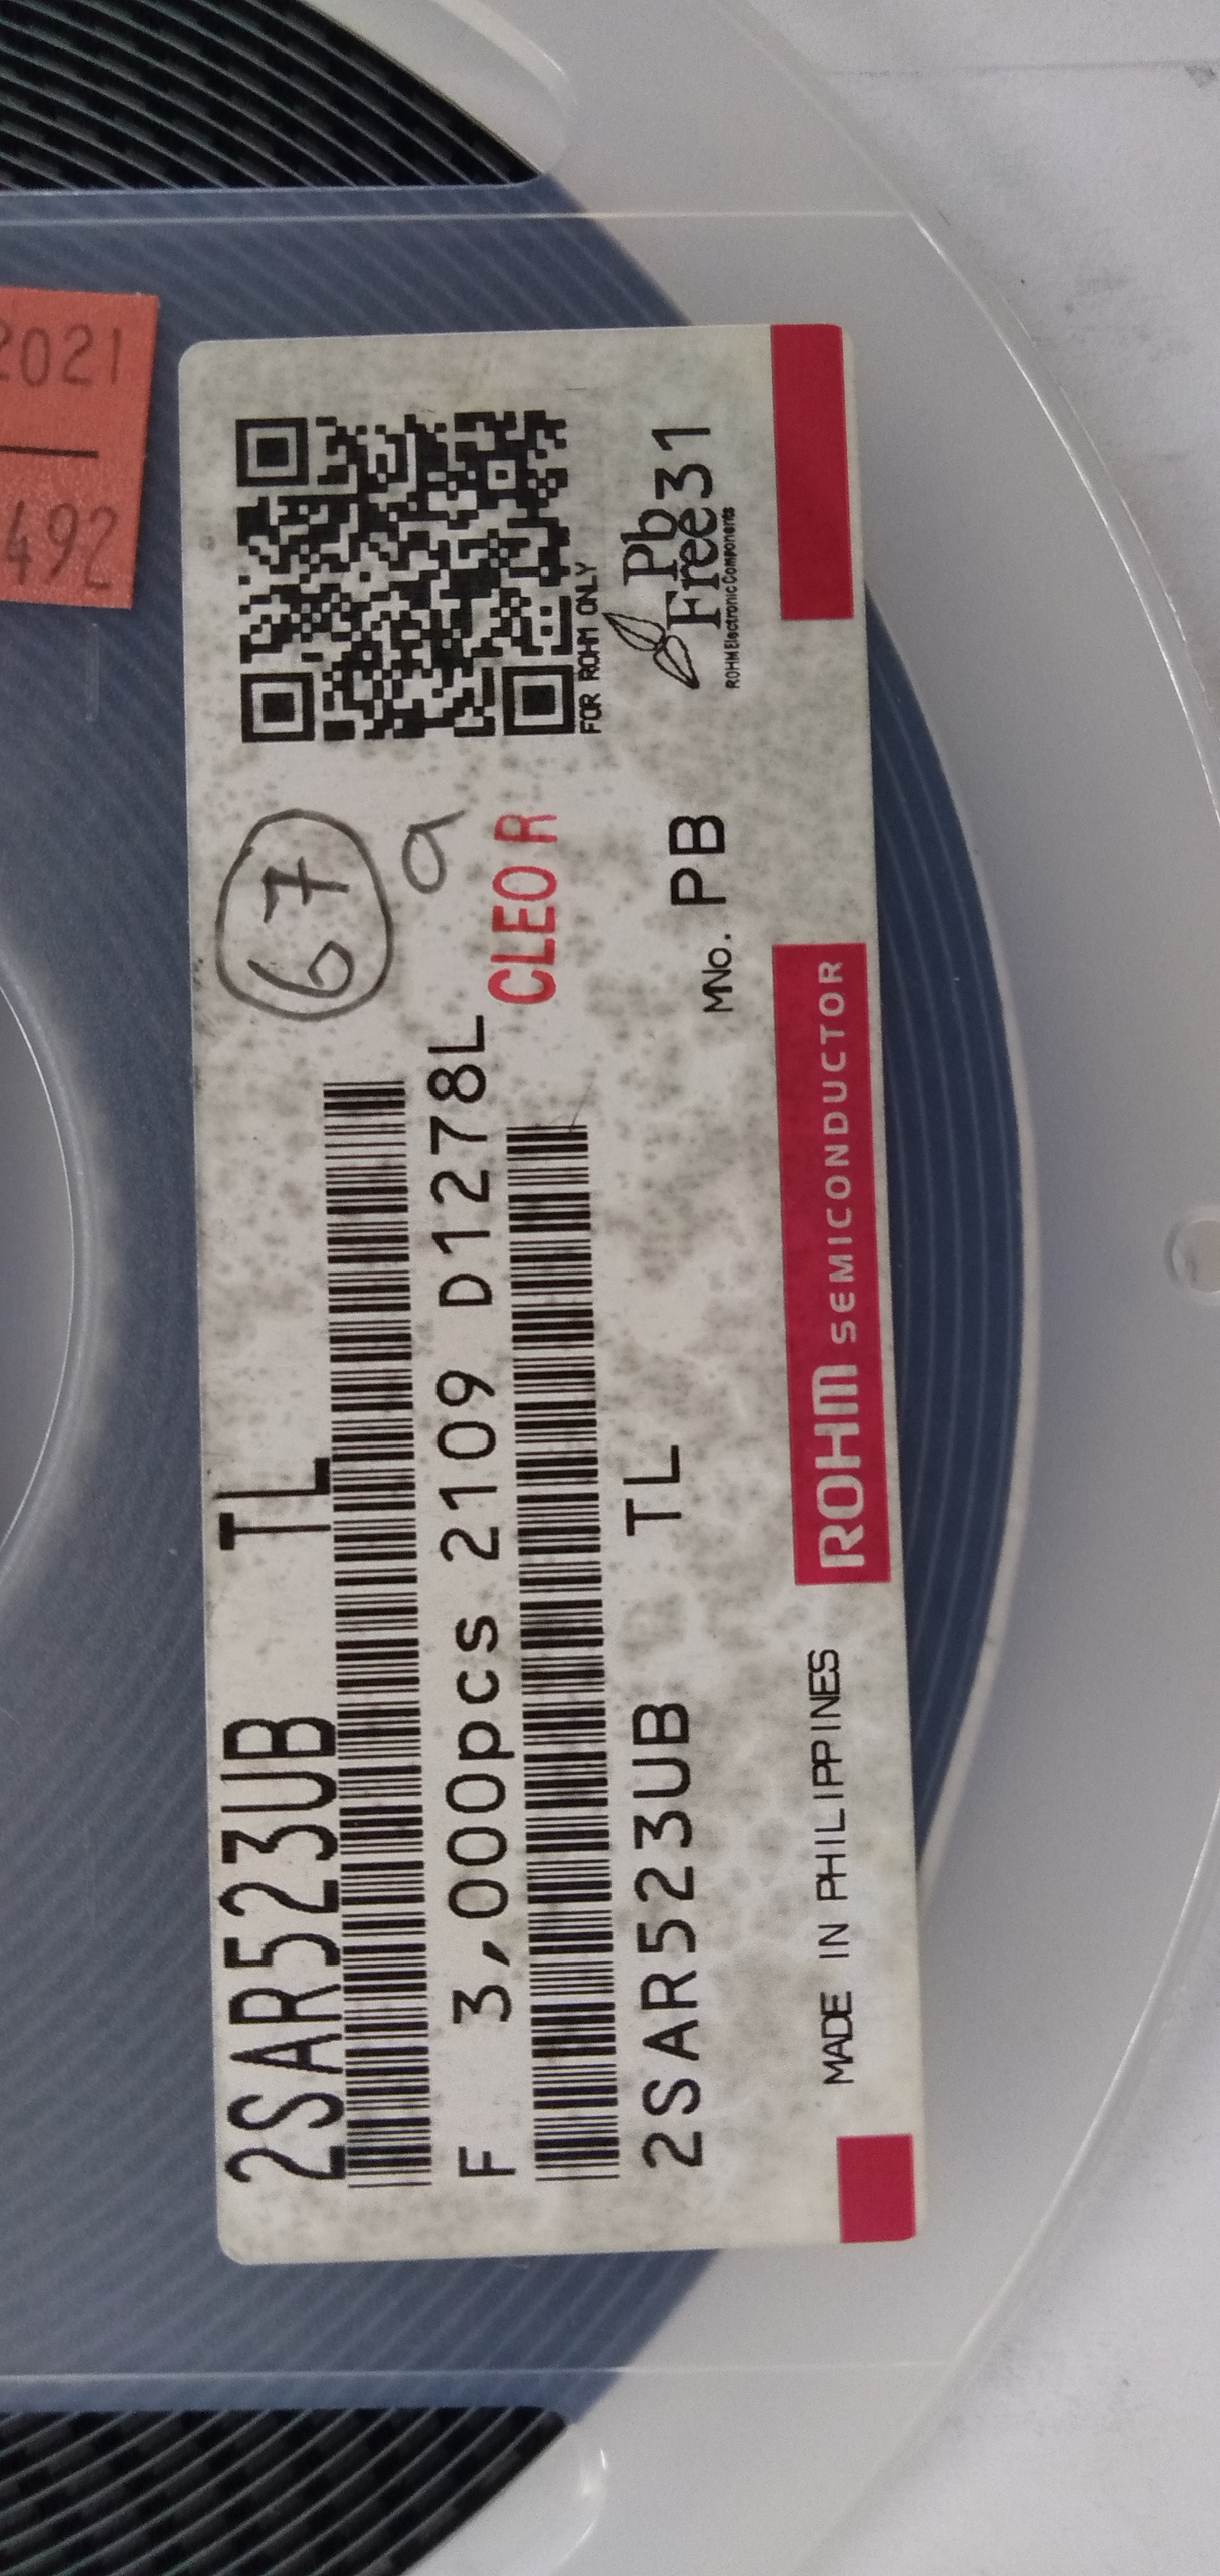 2021
492
2SAR523UB TL
67
a
F 3,000pcs 2109 D1278L
CLEO R
FOR ROHM ONLY
2SAR523UB TL
MNo. PB
Pb
Free 31
ROHM Electronic Components
MADE IN PHILIPPINES
ROHM SEMICONDUCTOR